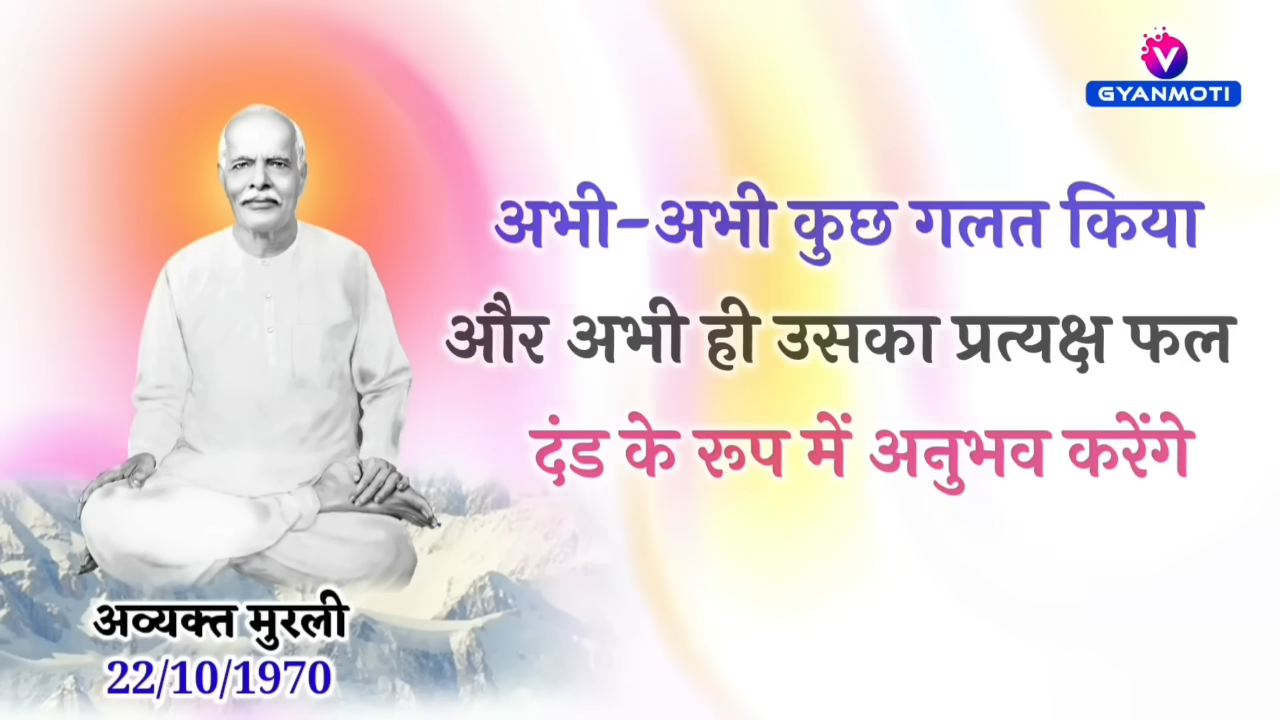 V
GYANMOTI
अभी-अभी कुछ गलत किया
और अभी ही उसका प्रत्यक्ष फल
दंड के रूप में अनुभव करेंगे
अव्यक्त मुरली
22/10/1970